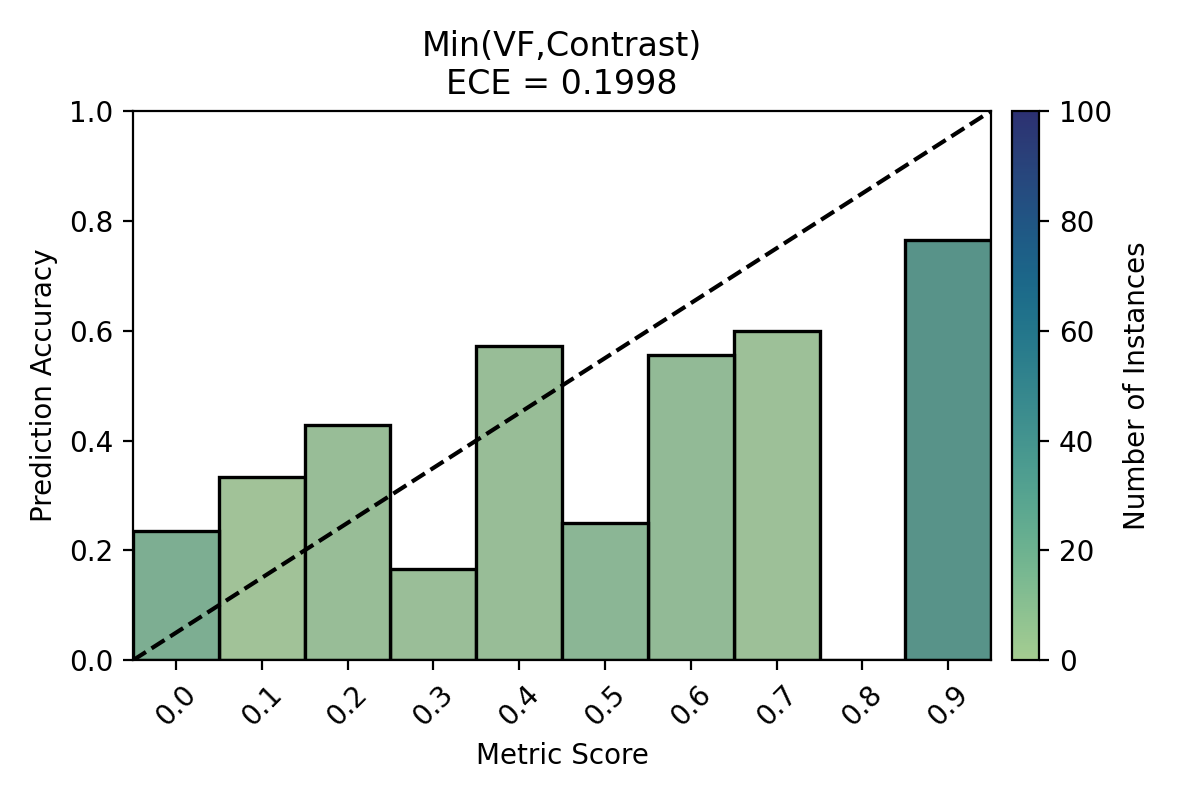 Min(VF,Contrast)
ECE = 0.1998
Prediction Accuracy
1.0
0.8
0.6
0.4
0.2
0.0
0.0 0.1 0.2 0.3 0.4 0.5 0.6 0.7 0.8 0.9
Metric Score
100
80
60
40
20
0
Number of Instances